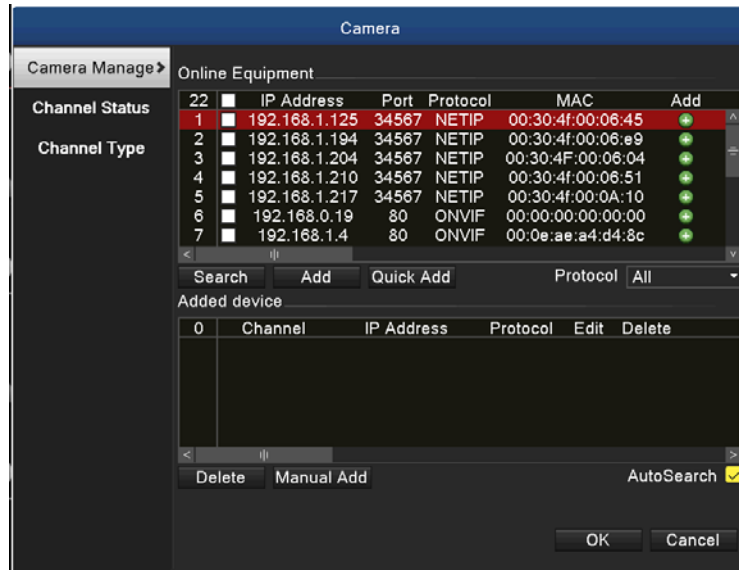 Camera
Camera Manage
Channel Status
Channel Type
Online Equipment
22 IP Address Port Protocol MAC Add
1 192.168.1.125 34567 NETIP 00:30:4f:00:06:45
2 192.168.1.194 34567 NETIP 00:30:4f:00:06:e9
3 192.168.1.204 34567 NETIP 00:30:4F:00:06:04
4 192.168.1.210 34567 NETIP 00:30:4f:00:06:51
5 192.168.1.217 34567 NETIP 00:30:4f:00:0A:10
6 192.168.0.19 80 ONVIF 00:00:00:00:00:00
7 192.168.1.4 80 ONVIF 00:0e:ae:a4:d4:8c
Search Add Quick Add Protocol All
Added device
0 Channel IP Address Protocol Edit Delete
Delete Manual Add AutoSearch
OK Cancel